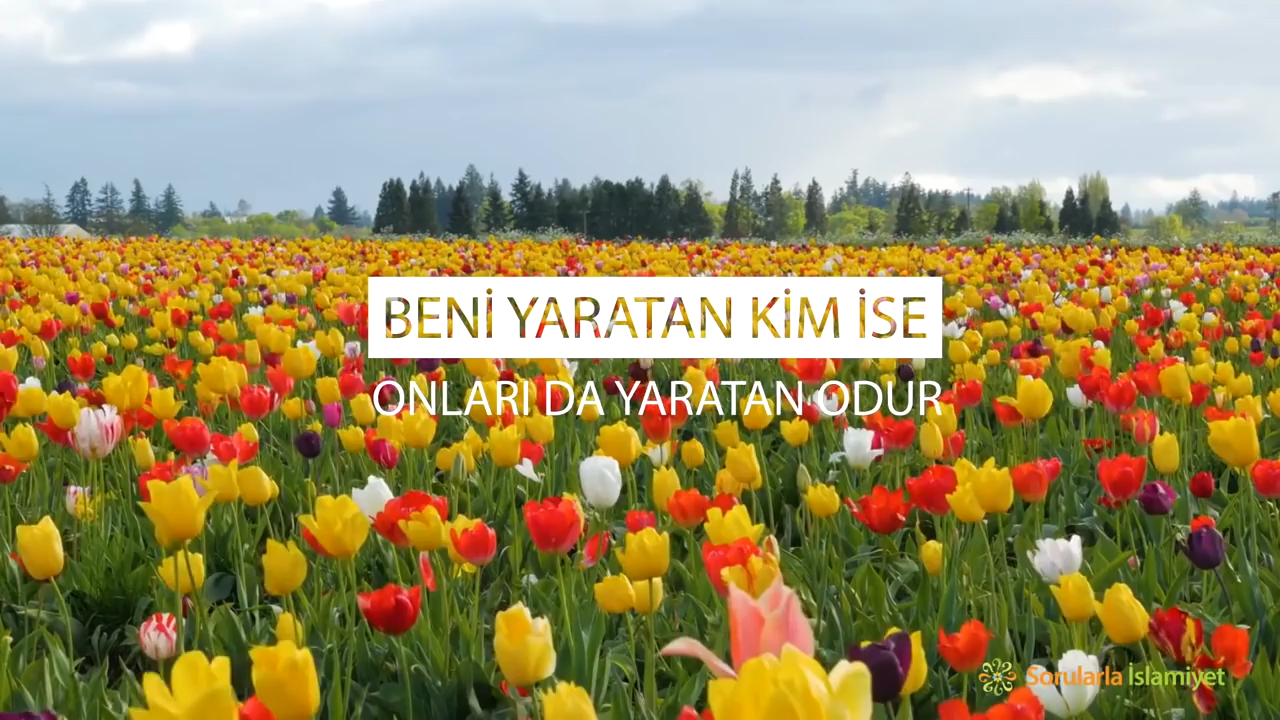 BENİ YARATAN KİM İSE
ONLARI DA YARATAN ODUR
Sorularla İslamiyet